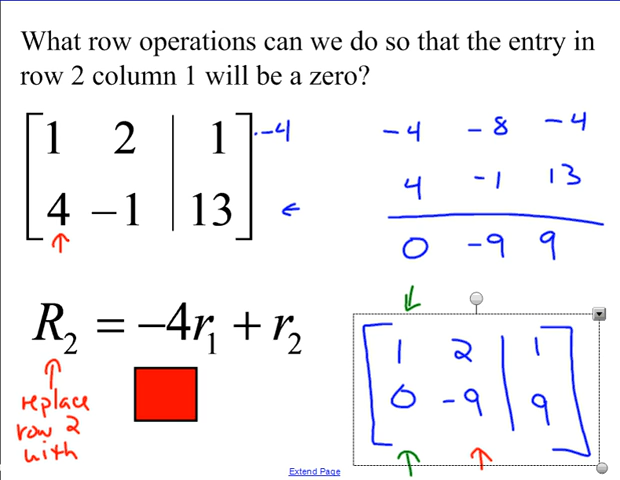 What row operations can we do so that the entry in
row 2 column 1 will be a zero?
1 2 | 1 ·-4
4 −1 | 13 ←
↑
-4 -8 -4
4 -1 13
0 -9 9
R₂ = −4r₁ + r₂
↑
replace
row 2
with
↓
1 2 | 1
0 -9 | 9
↑ ↑
Extend Page